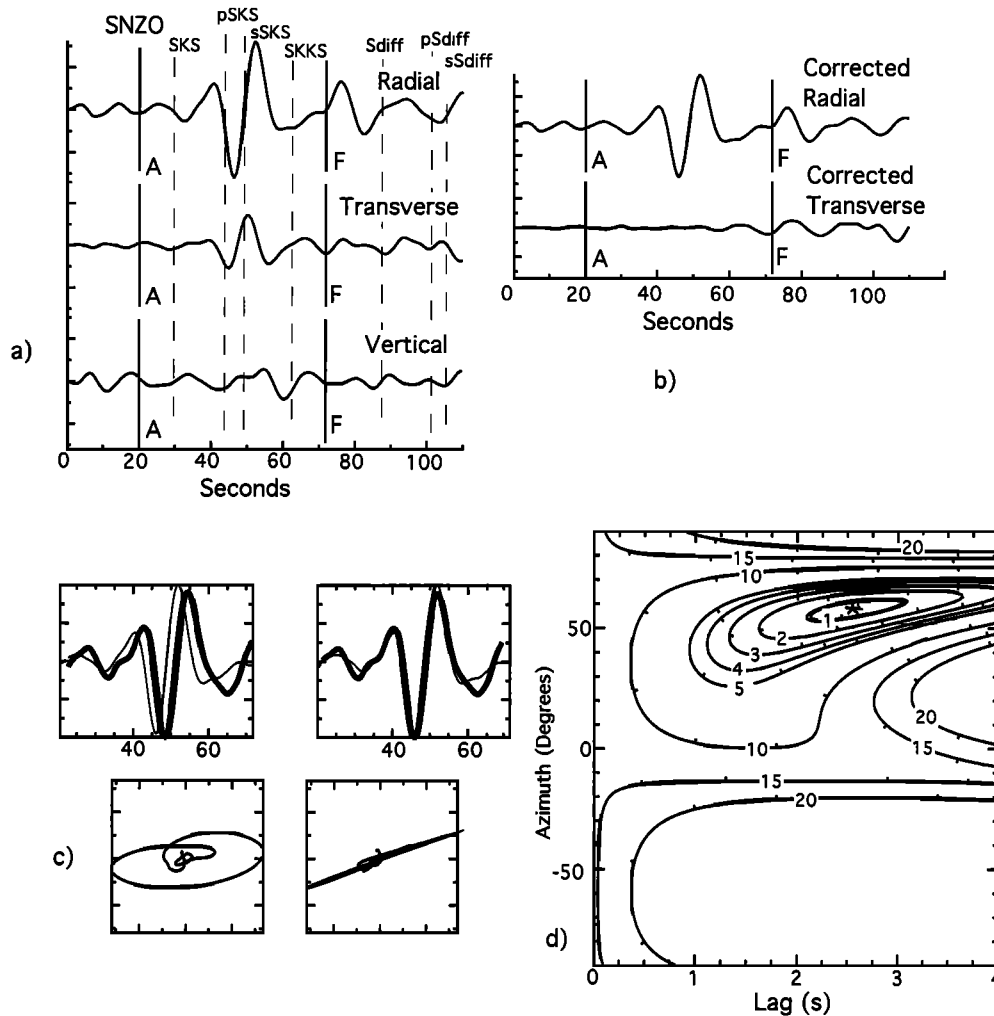 SNZO
SKS
pSKS
sSKS
SKKS
Sdiff
pSdiff
sSdiff
Radial
A
F
Transverse
A
F
Vertical
A
F
a)
0 20 40 60 80 100
Seconds
Corrected
Radial
A
F
Corrected
Transverse
A
F
0 20 40 60 80 100
Seconds
b)
40 60
40 60
c)
20
15
10
1
2
3
4
5
10
20
15
15
20
50
0
-50
Azimuth (Degrees)
d)
0 1 2 3 4
Lag (s)